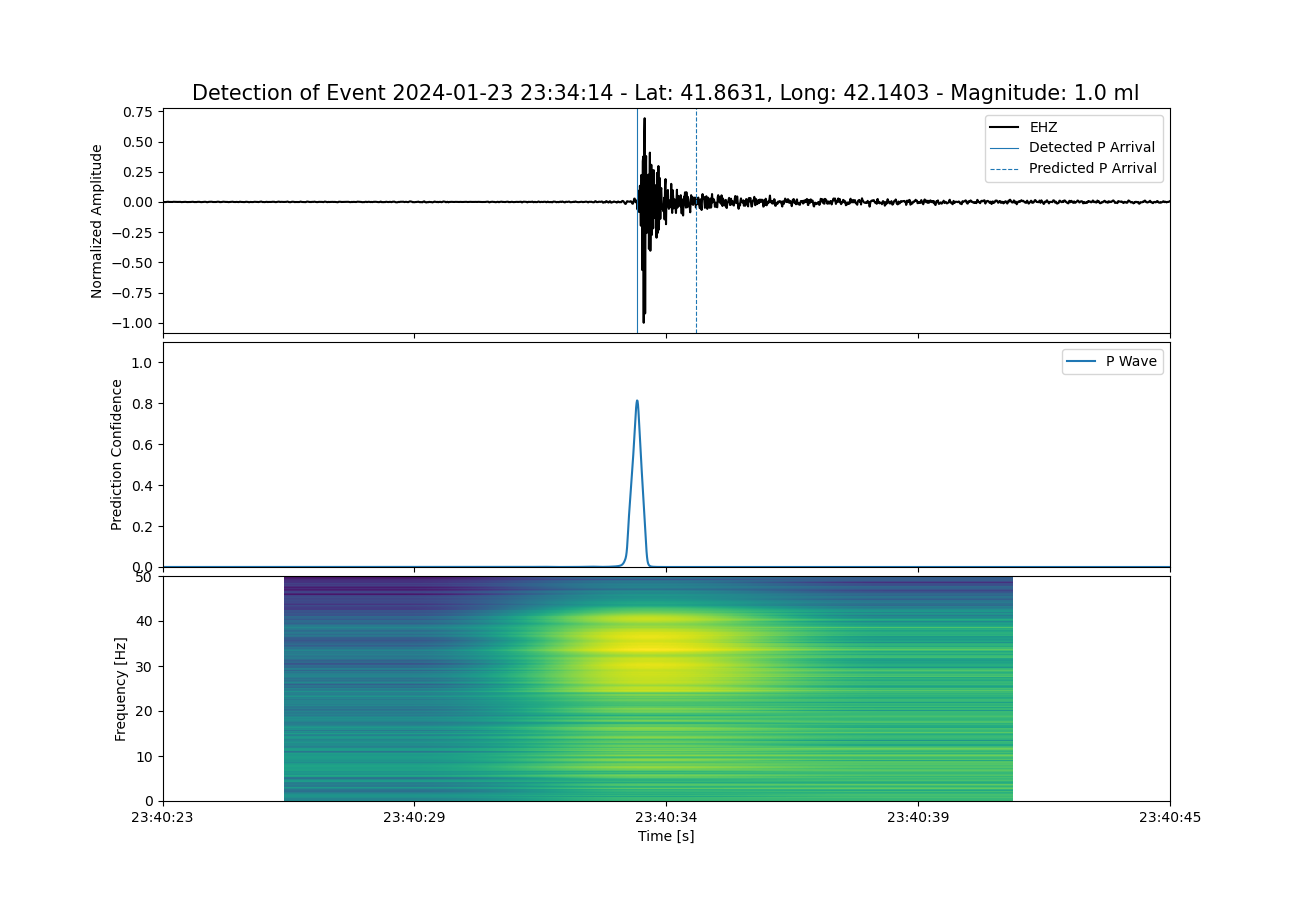 Detection of Event 2024-01-23 23:34:14 - Lat: 41.8631, Long: 42.1403 - Magnitude: 1.0 ml
0.75
0.50
0.25
0.00
−0.25
−0.50
−0.75
−1.00
Normalized Amplitude
EHZ
Detected P Arrival
Predicted P Arrival
1.0
0.8
0.6
0.4
0.2
0.0
Prediction Confidence
P Wave
50
40
30
20
10
0
Frequency [Hz]
23:40:23 23:40:29 23:40:34 23:40:39 23:40:45
Time [s]